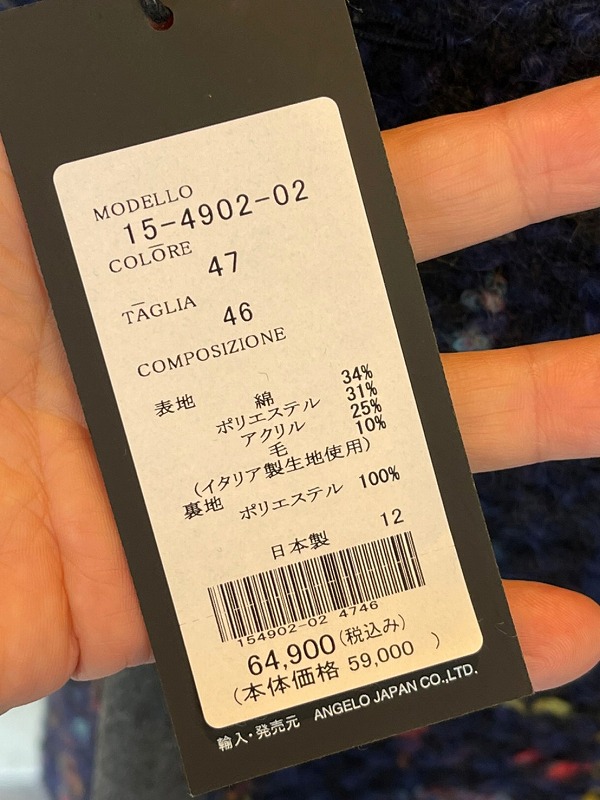 MODELLO
15-4902-02
COLORE
47
TAGLIA
46
COMPOSIZIONE
表地 綿 34%
ポリエステル 31%
アクリル 25%
毛 10%
(イタリア製生地使用)
裏地 ポリエステル 100%
12
日本製
154902-02 4746
64,900(税込み)
(本体価格 59,000 )
輸入・発売元 ANGELO JAPAN CO.,LTD.